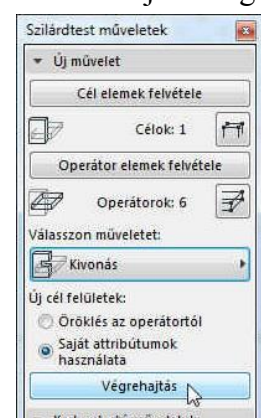 Szilárdtest műveletek
Új művelet
Cél elemek felvétele
Célok: 1
Operátor elemek felvétele
Operátorok: 6
Válasszon műveletet:
Kivonás
Új cél felületek:
Öröklés az operátortól
Saját attribútumok
használata
Végrehajtás